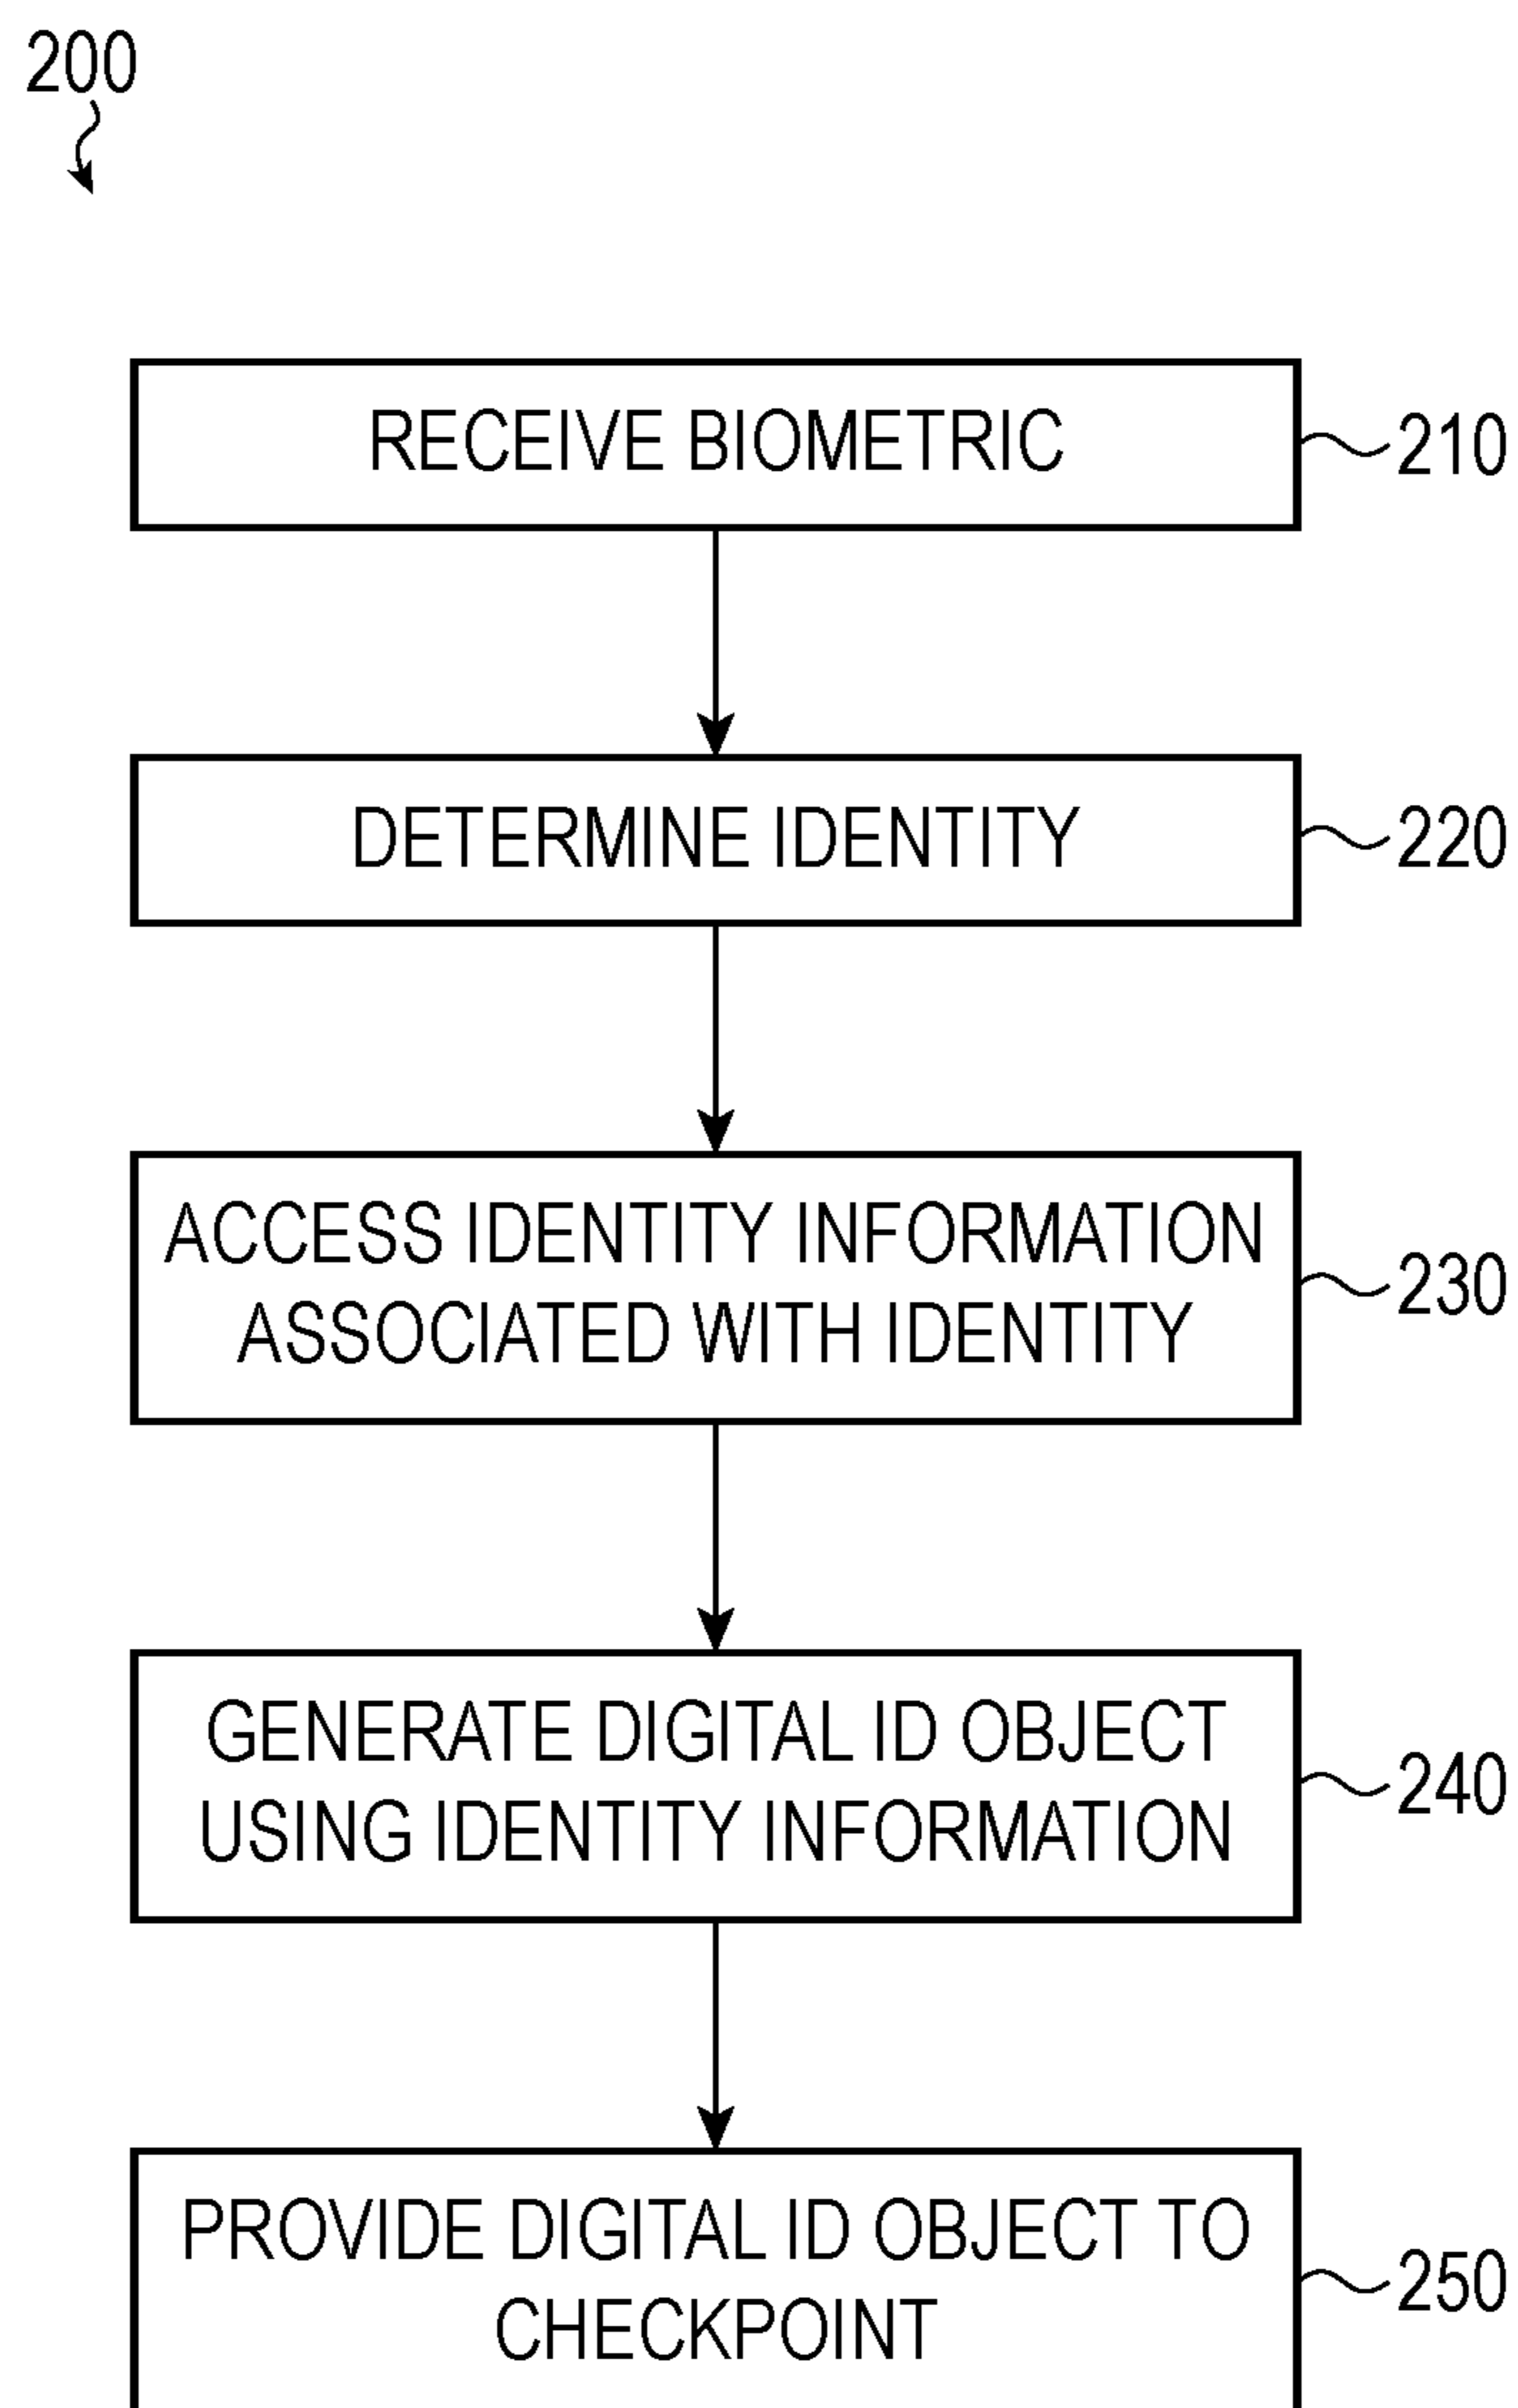 200
RECEIVE BIOMETRIC
210
DETERMINE IDENTITY
220
ACCESS IDENTITY INFORMATION
ASSOCIATED WITH IDENTITY
230
GENERATE DIGITAL ID OBJECT
USING IDENTITY INFORMATION
240
PROVIDE DIGITAL ID OBJECT TO
CHECKPOINT
250